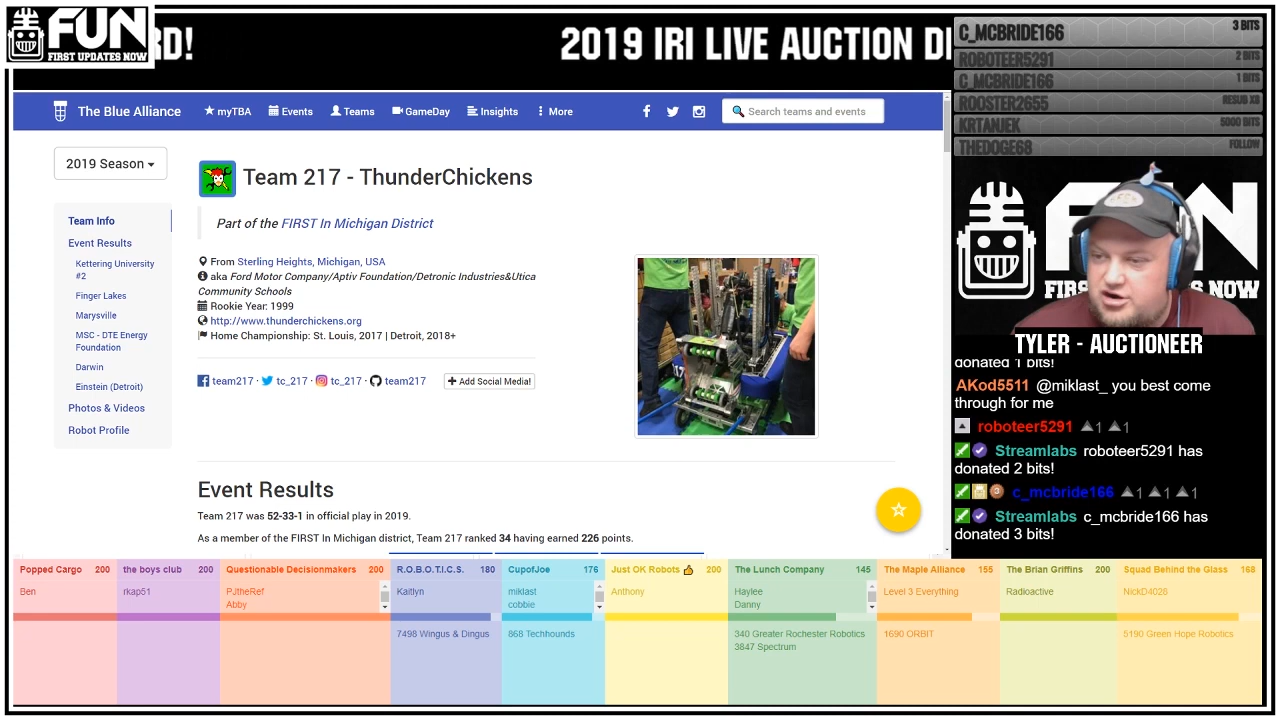 FUN
FIRST UPDATES NOW
RD!
2019 IRI LIVE AUCTION D
The Blue Alliance
myTBA
Events
Teams
GameDay
Insights
More
Search teams and events
2019 Season
Team Info
Event Results
Kettering University
#2
Finger Lakes
Marysville
MSC - DTE Energy
Foundation
Darwin
Einstein (Detroit)
Photos & Videos
Robot Profile
Team 217 - ThunderChickens
Part of the FIRST In Michigan District
From Sterling Heights, Michigan, USA
aka Ford Motor Company/Aptiv Foundation/Detronic Industries&Utica
Community Schools
Rookie Year: 1999
http://www.thunderchickens.org
Home Championship: St. Louis, 2017 | Detroit, 2018+
team217 · tc_217 · tc_217 · team217
Add Social Media!
Event Results
Team 217 was 52-33-1 in official play in 2019.
As a member of the FIRST In Michigan district, Team 217 ranked 34 having earned 226 points.
C_MCBRIDE166 3 BITS
ROBOTEER5291 2 BITS
C_MCBRIDE166 1 BITS
ROOSTER2655 RESUB X8
KRTANJEK 5000 BITS
THEDOGE68 FOLLOW
TYLER - AUCTIONEER
donated 1 bits!
AKod5511 @miklast_ you best come
through for me
roboteer5291 1 1
Streamlabs roboteer5291 has
donated 2 bits!
3 c_mcbride166 1 1 1
Streamlabs c_mcbride166 has
donated 3 bits!
Popped Cargo 200
Ben
the boys club 200
rkap51
Questionable Decisionmakers 200
PJtheRef
Abby
R.O.B.O.T.I.C.S. 180
Kaitlyn
7498 Wingus & Dingus
CupofJoe 176
miklast
cobbie
868 Techhounds
Just OK Robots 👍 200
Anthony
The Lunch Company 145
Haylee
Danny
340 Greater Rochester Robotics
3847 Spectrum
The Maple Alliance 155
Level 3 Everything
1690 ORBIT
The Brian Griffins 200
Radioactive
Squad Behind the Glass 168
NickD4028
5190 Green Hope Robotics